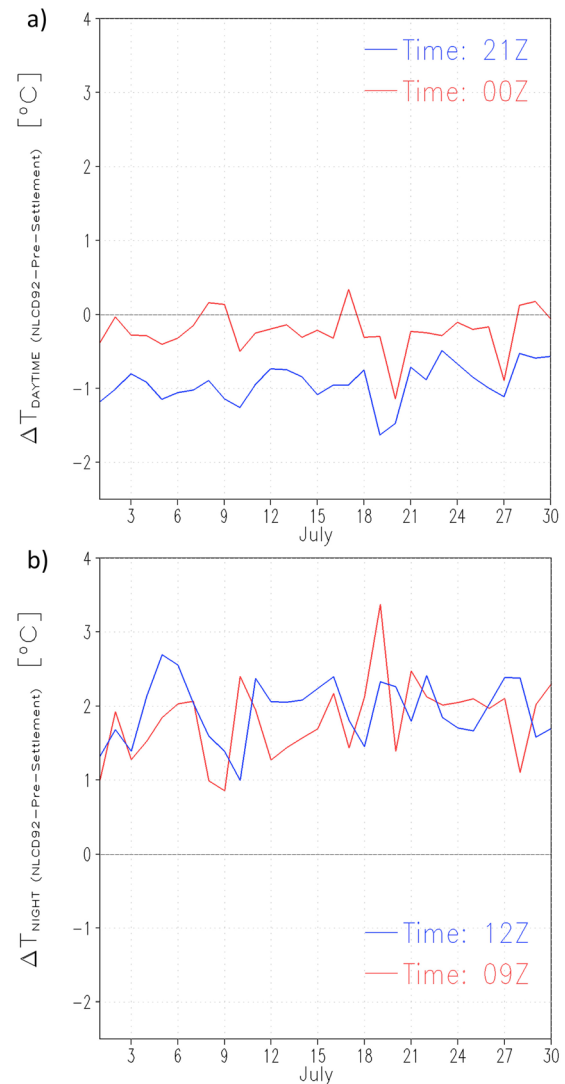 a)
ΔT DAYTIME (NLCD92-Pre-Settlement) [°C]
4
3
2
1
0
-1
-2
Time: 21Z
Time: 00Z
3 6 9 12 15 18 21 24 27 30
July
b)
ΔT NIGHT (NLCD92-Pre-Settlement) [°C]
4
3
2
1
0
-1
-2
Time: 12Z
Time: 09Z
3 6 9 12 15 18 21 24 27 30
July